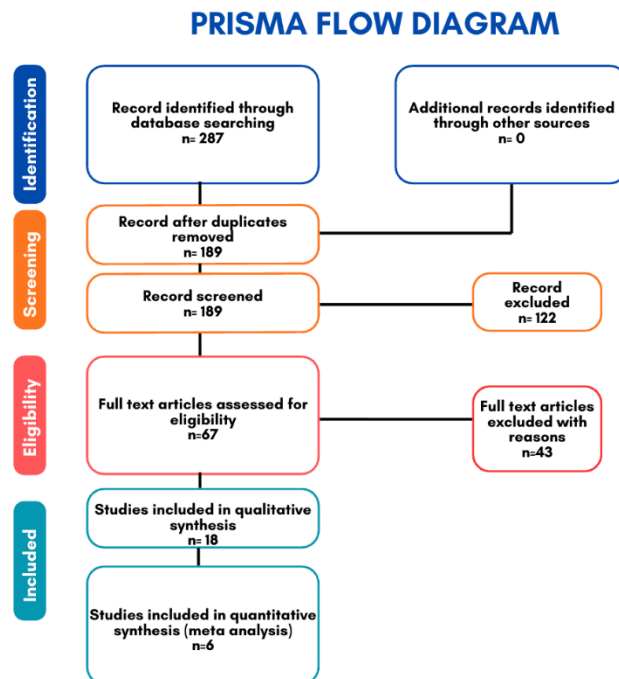 PRISMA FLOW DIAGRAM
Identification
Record identified through
database searching
n= 287
Additional records identified
through other sources
n= 0
Screening
Record after duplicates
removed
n= 189
Record screened
n= 189
Record
excluded
n= 122
Eligibility
Full text articles assessed for
eligibility
n=67
Full text articles
excluded with
reasons
n=43
Included
Studies included in qualitative
synthesis
n= 18
Studies included in quantitative
synthesis (meta analysis)
n=6